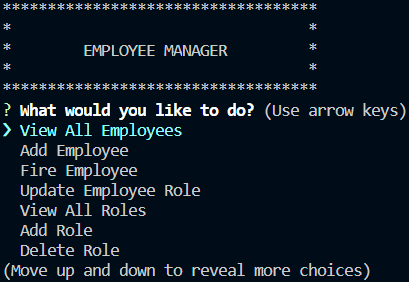 ***********************************
*                                 *
*        EMPLOYEE MANAGER         *
*                                 *
***********************************
? What would you like to do? (Use arrow keys)
❯ View All Employees
  Add Employee
  Fire Employee
  Update Employee Role
  View All Roles
  Add Role
  Delete Role
(Move up and down to reveal more choices)